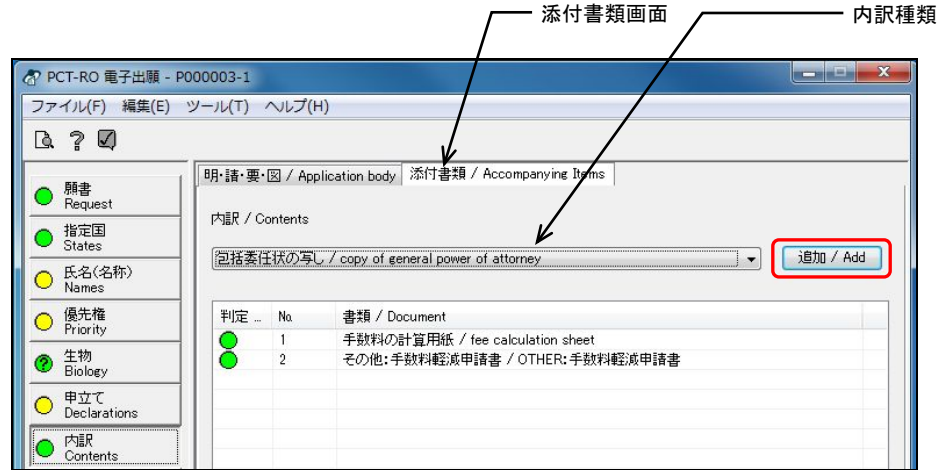 添付書類画面
内訳種類
PCT-RO 電子出願 - P000003-1
ファイル(F) 編集(E) ツール(T) ヘルプ(H)
明・請・要・図 / Application body
添付書類 / Accompanying Items
願書
Request
指定国
States
氏名(名称)
Names
優先権
Priority
生物
Biology
申立て
Declarations
内訳
Contents
内訳 / Contents
包括委任状の写し / copy of general power of attorney
追加 / Add
判定 ... No. 書類 / Document
1 手数料の計算用紙 / fee calculation sheet
2 その他:手数料軽減申請書 / OTHER:手数料軽減申請書